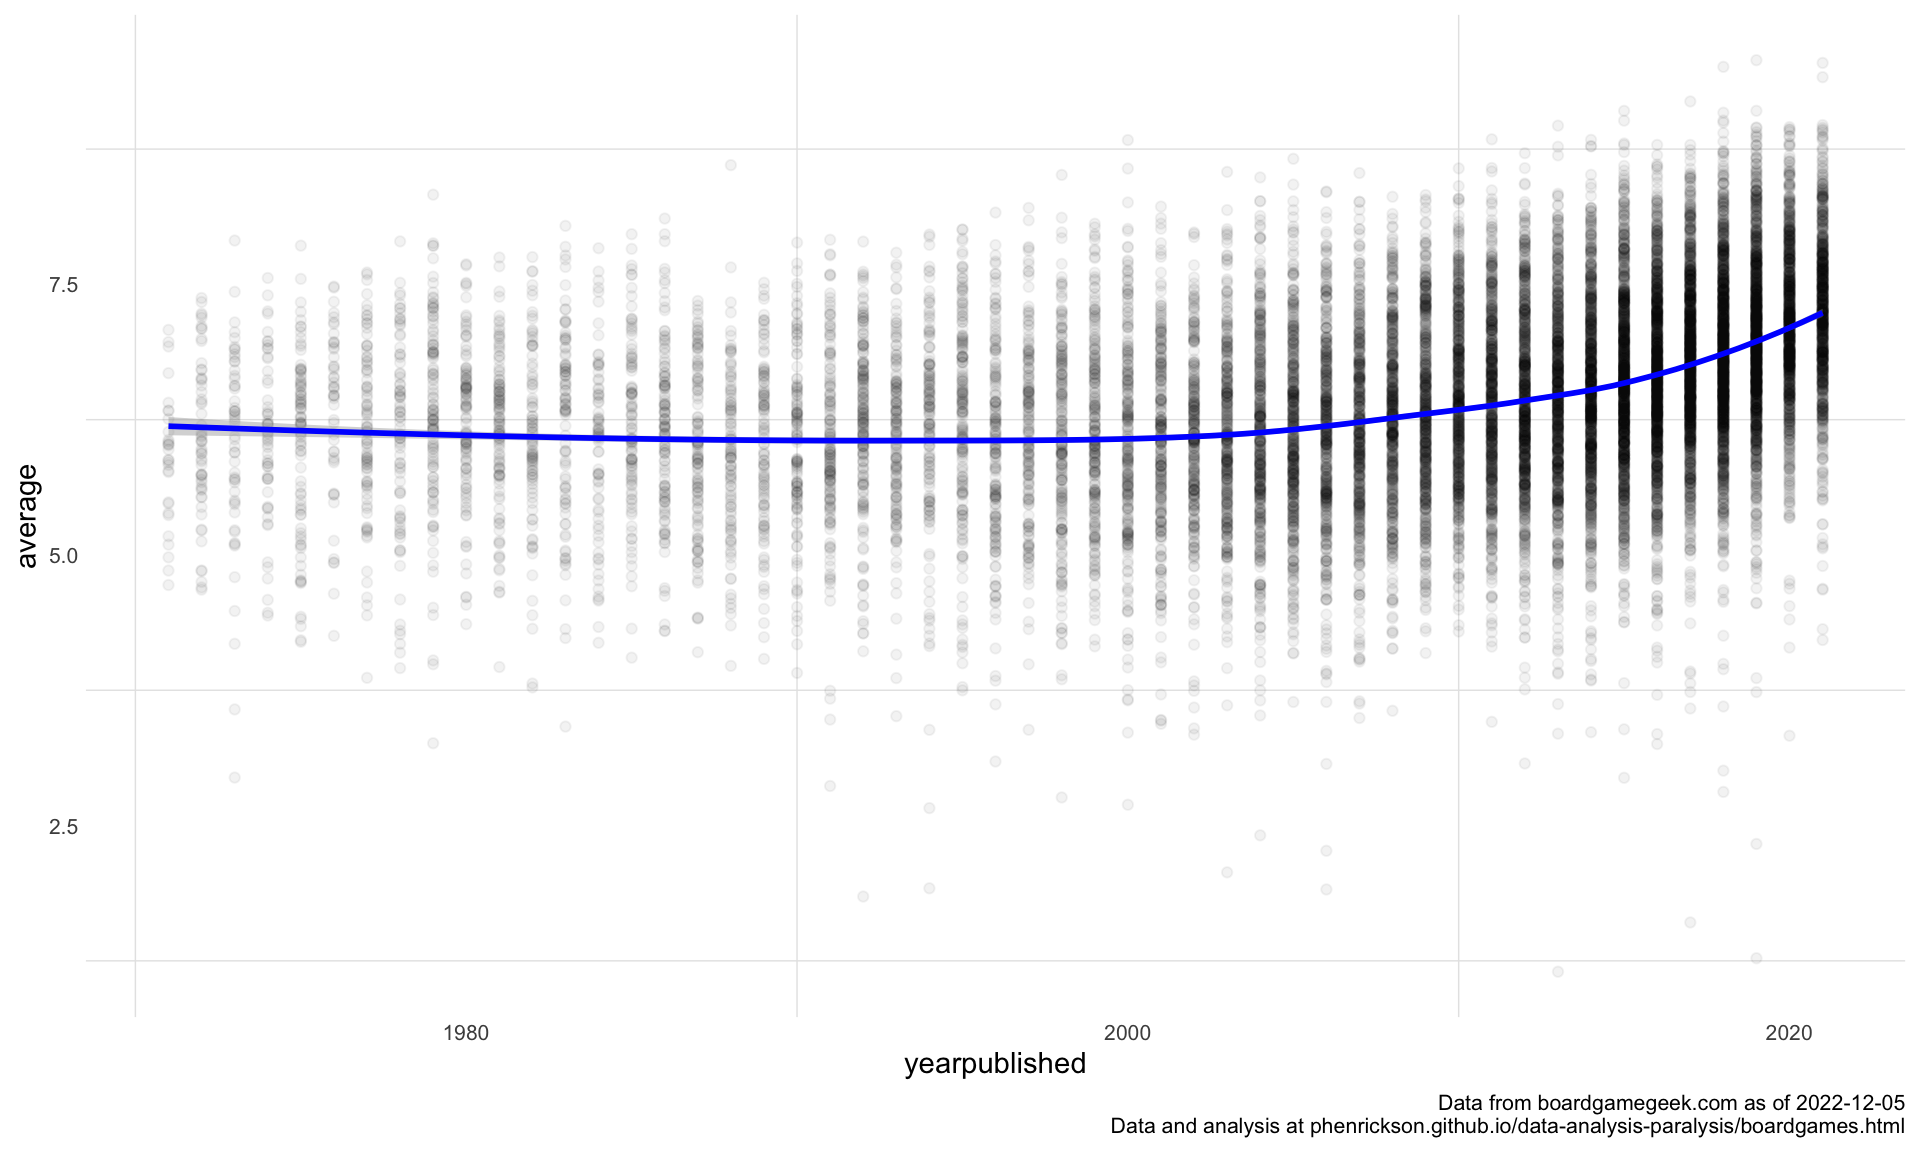 7.5
5.0
2.5
average
1980
2000
2020
yearpublished
Data from boardgamegeek.com as of 2022-12-05
Data and analysis at phenrickson.github.io/data-analysis-paralysis/boardgames.html